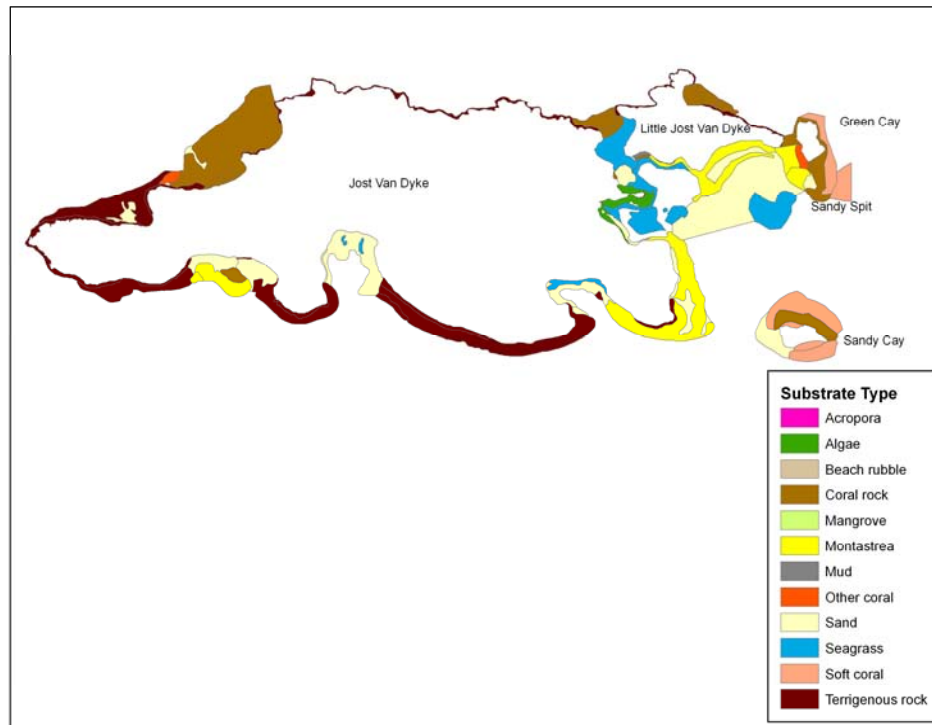 Green Cay
Little Jost Van Dyke
Jost Van Dyke
Sandy Spit
Sandy Cay
Substrate Type
Acropora
Algae
Beach rubble
Coral rock
Mangrove
Montastrea
Mud
Other coral
Sand
Seagrass
Soft coral
Terrigenous rock